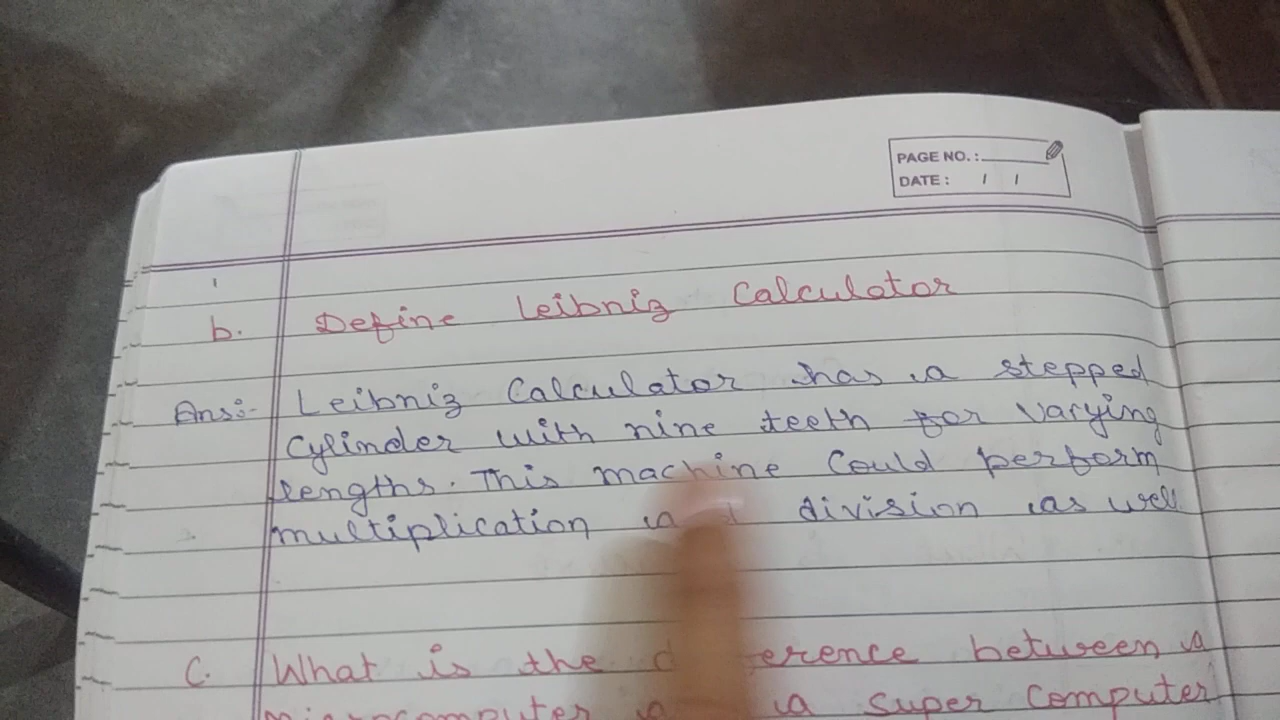 PAGE NO. :
DATE : / /
b. Define Leibniz Calculator
Ans:- Leibniz Calculator has a stepped
Cylinder with nine teeth for varying
lengths. This machine Could perform
multiplication division as well
C. What is the between a
a super Computer